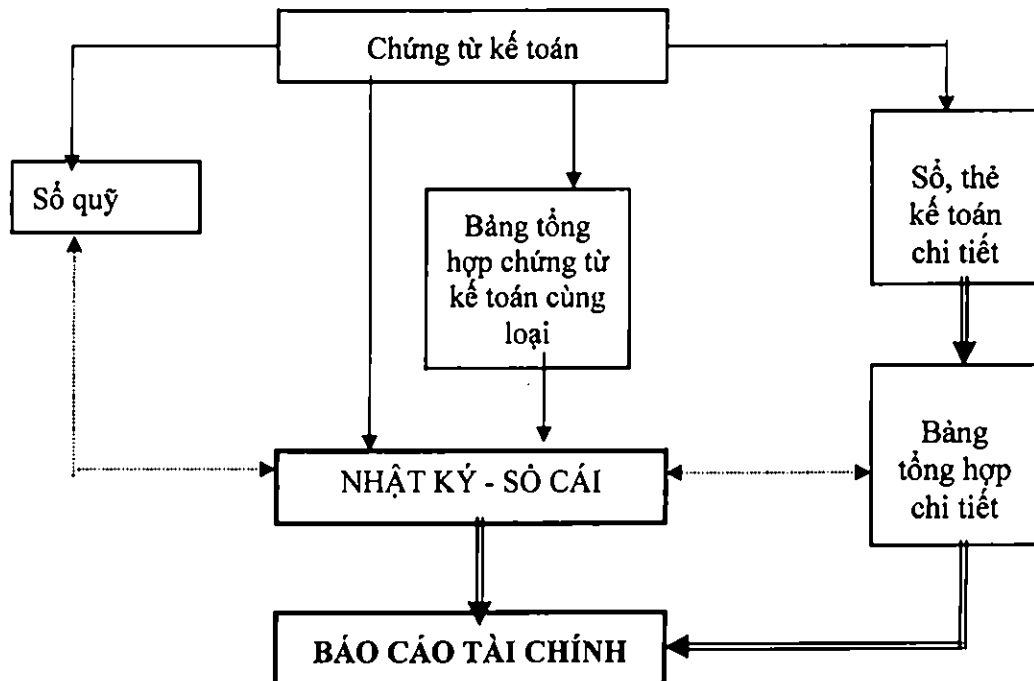 Chứng từ kế toán
Sổ quỹ
Bảng tổng
hợp chứng từ
kế toán cùng
loại
Sổ, thẻ
kế toán
chi tiết
NHẬT KÝ - SỔ CÁI
Bảng
tổng hợp
chi tiết
BÁO CÁO TÀI CHÍNH